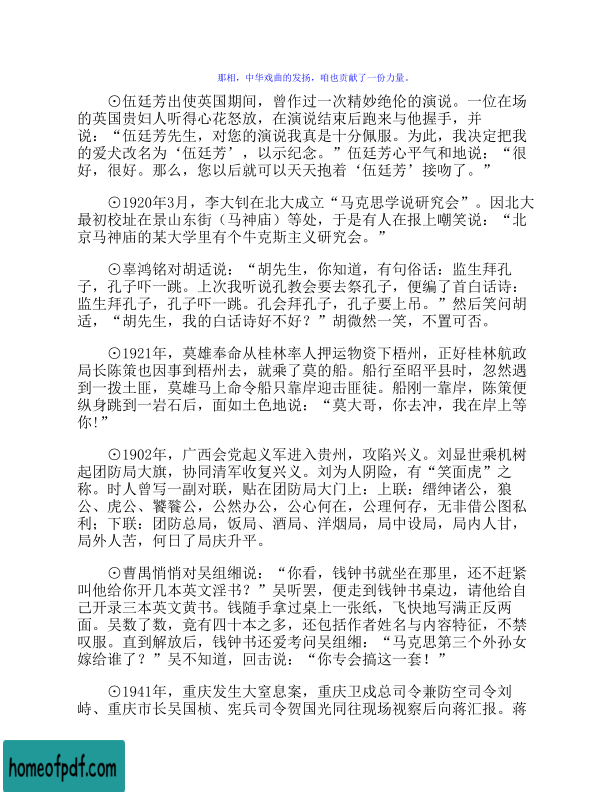 那相，中华戏曲的发扬，咱也贡献了一份力量。
⊙伍廷芳出使英国期间，曾作过一次精妙绝伦的演说。一位在场
的英国贵妇人听得心花怒放，在演说结束后跑来与他握手，并
说：“伍廷芳先生，对您的演说我真是十分佩服。为此，我决定把我
的爱犬改名为‘伍廷芳’，以示纪念。”伍廷芳心平气和地说：“很
好，很好。那么，您以后就可以天天抱着‘伍廷芳’接吻了。”
⊙1920年3月，李大钊在北大成立“马克思学说研究会”。因北大
最初校址在景山东街（马神庙）等处，于是有人在报上嘲笑说：“北
京马神庙的某大学里有个牛克斯主义研究会。”
⊙辜鸿铭对胡适说：“胡先生，你知道，有句俗话：监生拜孔
子，孔子吓一跳。上次我听说孔教会要去祭孔子，便编了首白话诗：
监生拜孔子，孔子吓一跳。孔会拜孔子，孔子要上吊。”然后笑问胡
适，“胡先生，我的白话诗好不好？”胡微然一笑，不置可否。
⊙1921年，莫雄奉命从桂林率人押运物资下梧州，正好桂林航政
局长陈策也因事到梧州去，就乘了莫的船。船行至昭平县时，忽然遇
到一拨土匪，莫雄马上命令船只靠岸迎击匪徒。船刚一靠岸，陈策便
纵身跳到一岩石后，面如土色地说：“莫大哥，你去冲，我在岸上等
你!”
⊙1902年，广西会党起义军进入贵州，攻陷兴义。刘显世乘机树
起团防局大旗，协同清军收复兴义。刘为人阴险，有“笑面虎”之
称。时人曾写一副对联，贴在团防局大门上：上联：缙绅诸公，狼
公、虎公、饕餮公，公然办公，公心何在，公理何存，无非借公图私
利；下联：团防总局，饭局、酒局、洋烟局，局中设局，局内人甘，
局外人苦，何日了局庆升平。
⊙曹禺悄悄对吴组缃说：“你看，钱钟书就坐在那里，还不赶紧
叫他给你开几本英文淫书？”吴听罢，便走到钱钟书桌边，请他给自
己开录三本英文黄书。钱随手拿过桌上一张纸，飞快地写满正反两
面。吴数了数，竟有四十本之多，还包括作者姓名与内容特征，不禁
叹服。直到解放后，钱钟书还爱考问吴组缃：“马克思第三个外孙女
嫁给谁了？”吴不知道，回击说：“你专会搞这一套！”
⊙1941年，重庆发生大窒息案，重庆卫戍总司令兼防空司令刘
峙、重庆市长吴国桢、宪兵司令贺国光同往现场视察后向蒋汇报。蒋
homeofpdf.com